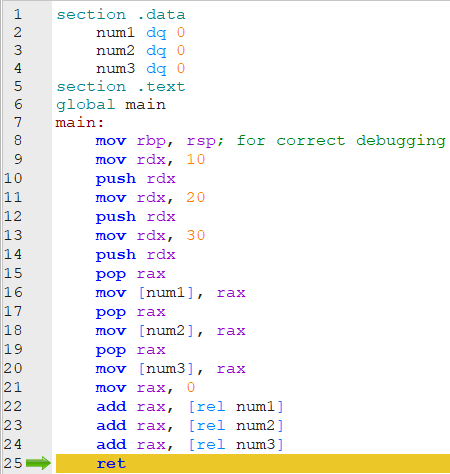 1 section .data
2 num1 dq 0
3 num2 dq 0
4 num3 dq 0
5 section .text
6 global main
7 main:
8 mov rbp, rsp; for correct debugging
9 mov rdx, 10
10 push rdx
11 mov rdx, 20
12 push rdx
13 mov rdx, 30
14 push rdx
15 pop rax
16 mov [num1], rax
17 pop rax
18 mov [num2], rax
19 pop rax
20 mov [num3], rax
21 mov rax, 0
22 add rax, [rel num1]
23 add rax, [rel num2]
24 add rax, [rel num3]
25 ret